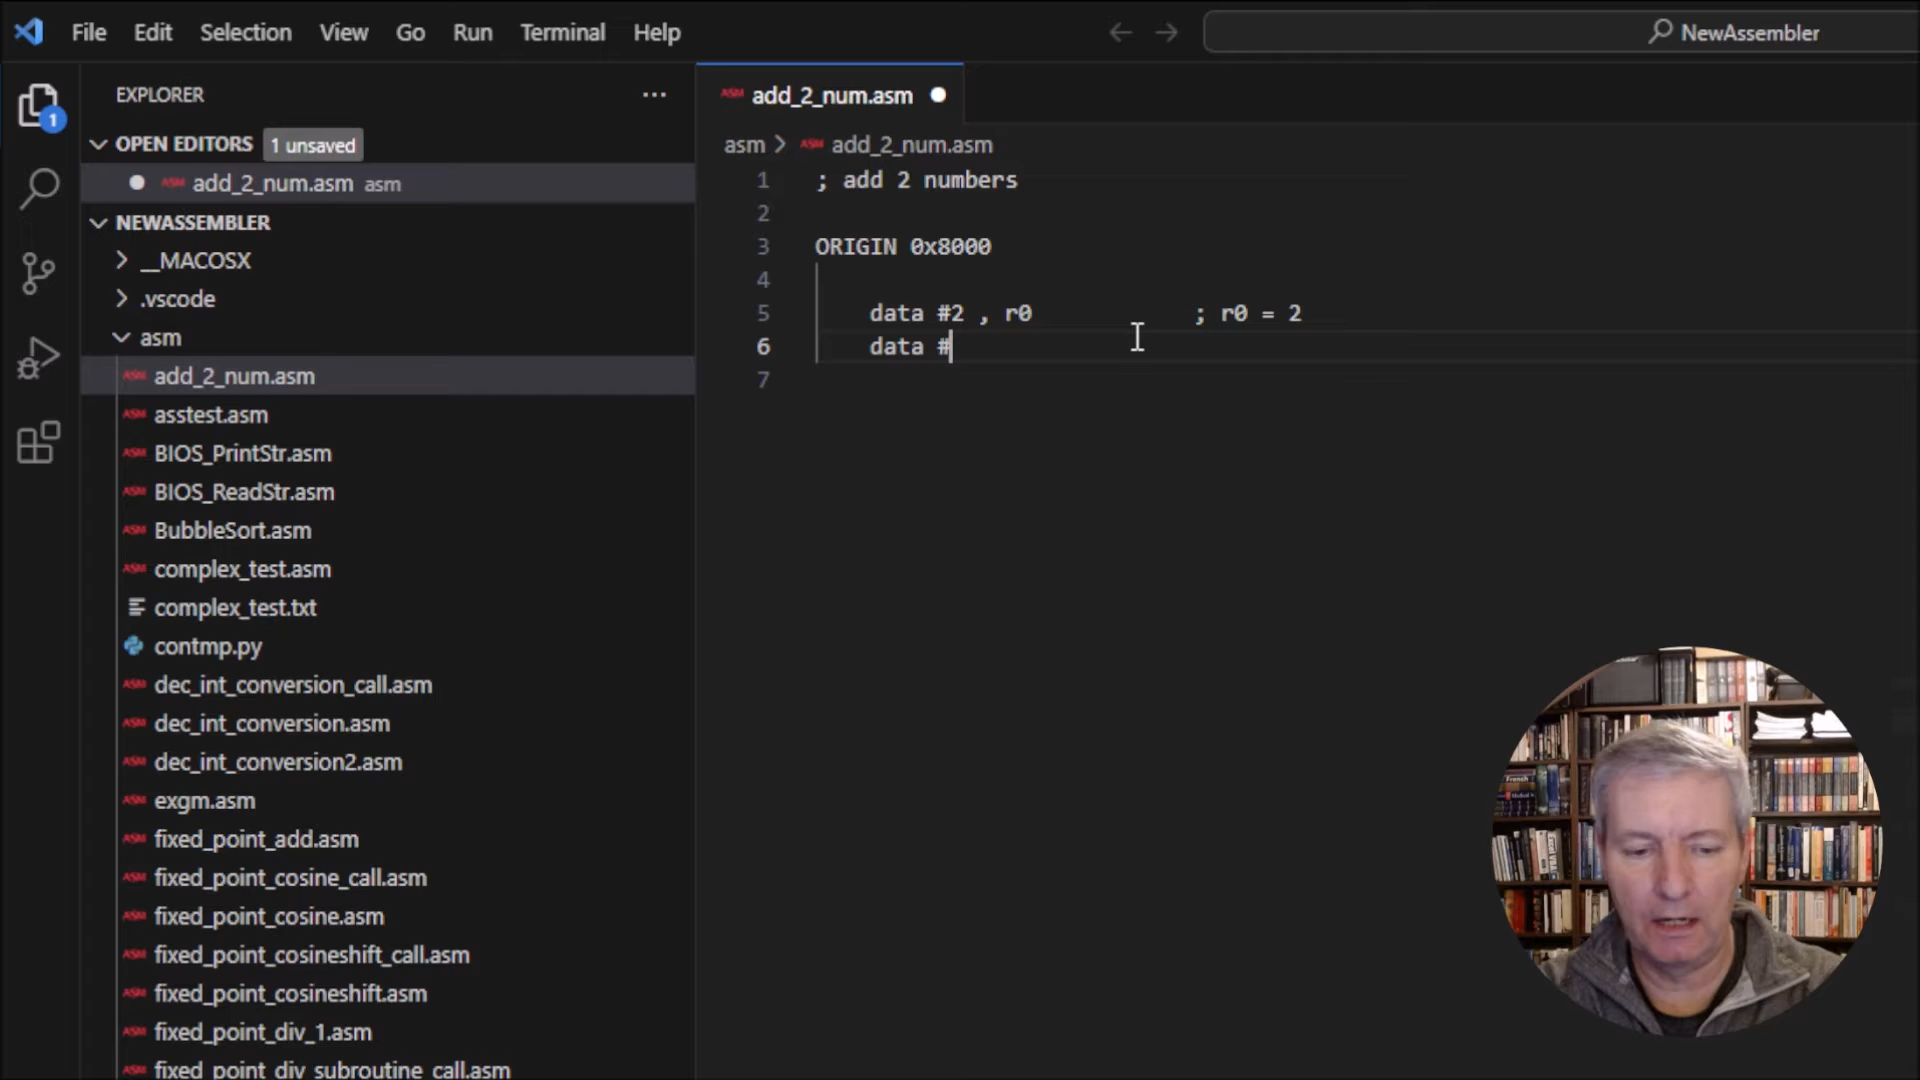 File Edit Selection View Go Run Terminal Help
NewAssembler
EXPLORER
add_2_num.asm
1
OPEN EDITORS 1 unsaved
asm > add_2_num.asm
add_2_num.asm asm
NEWASSEMBLER
__MACOSX
.vscode
asm
add_2_num.asm
asstest.asm
BIOS_PrintStr.asm
BIOS_ReadStr.asm
BubbleSort.asm
complex_test.asm
complex_test.txt
contmp.py
dec_int_conversion_call.asm
dec_int_conversion.asm
dec_int_conversion2.asm
exgm.asm
fixed_point_add.asm
fixed_point_cosine_call.asm
fixed_point_cosine.asm
fixed_point_cosineshift_call.asm
fixed_point_cosineshift.asm
fixed_point_div_1.asm
fixed_point_div_subroutine_call.asm
1 ; add 2 numbers
2
3 ORIGIN 0x8000
4
5 data #2 , r0 ; r0 = 2
6 data #
7